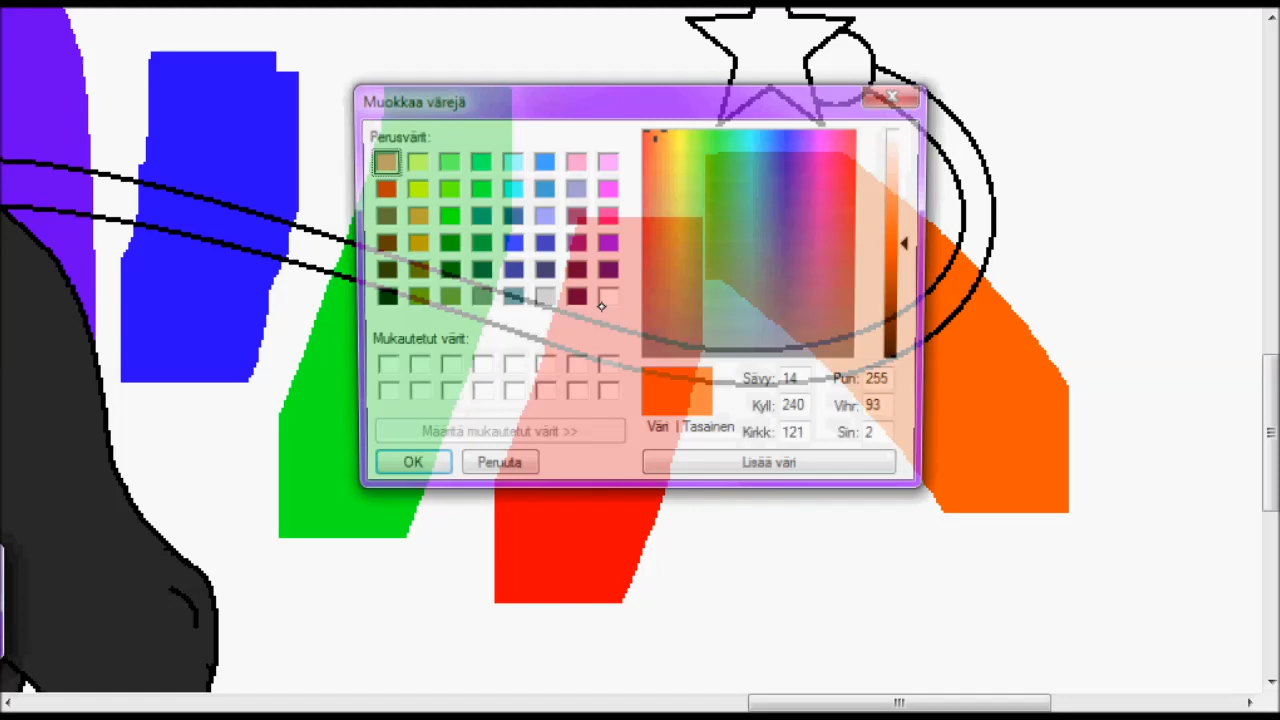 Muokkaa värejä
Perusvärit:
Mukautetut värit:
Määritä mukautetut värit >>
OK
Peruuta
Väri | Tasainen
Sävy: 14
Kyll: 240
Kirkk: 121
Pun: 255
Vihr: 93
Sin: 2
Lisää väri